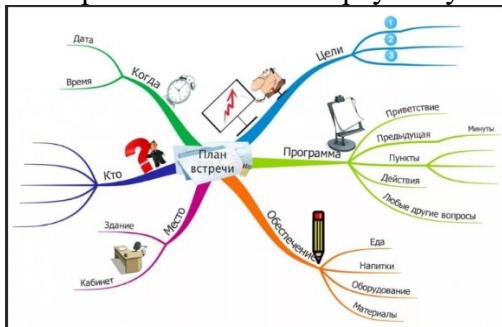 Дата
Время
Когда
Цели
1
2
3
Кто
План
встречи
Программа
Приветствие
Предыдущая
Минуты
Пункты
Действия
Любые другие вопросы
Место
Здание
Кабинет
Обеспечение
Еда
Напитки
Оборудование
Материалы